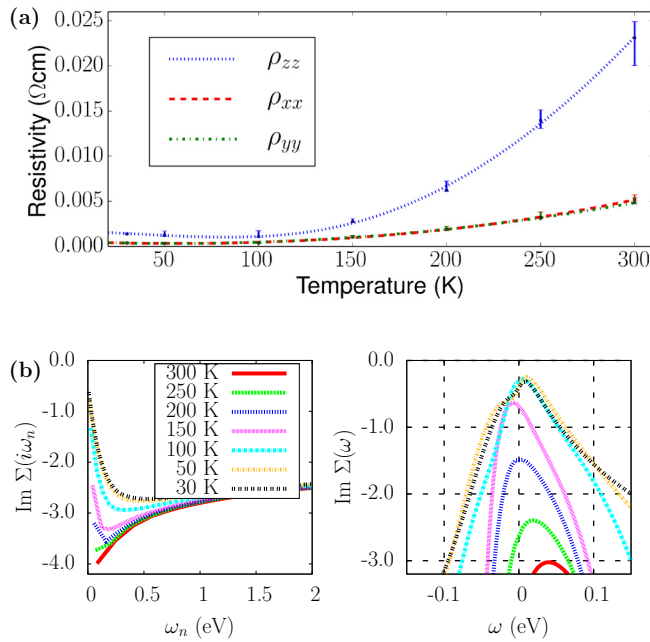 (a)
0.025
0.020
0.015
0.010
0.005
0.000
Resistivity (Ωcm)
ρzz
ρxx
ρyy
50 100 150 200 250 300
Temperature (K)
(b)
0.0
-1.0
-2.0
-3.0
-4.0
Im Σ(iωn)
300 K
250 K
200 K
150 K
100 K
50 K
30 K
0 0.5 1 1.5 2
ωn (eV)
0.0
-1.0
-2.0
-3.0
Im Σ(ω)
-0.1 0 0.1
ω (eV)